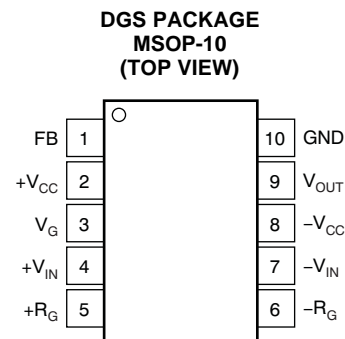 DGS PACKAGE
MSOP-10
(TOP VIEW)
FB 1 10 GND
+VCC 2 9 VOUT
VG 3 8 −VCC
+VIN 4 7 −VIN
+RG 5 6 −RG